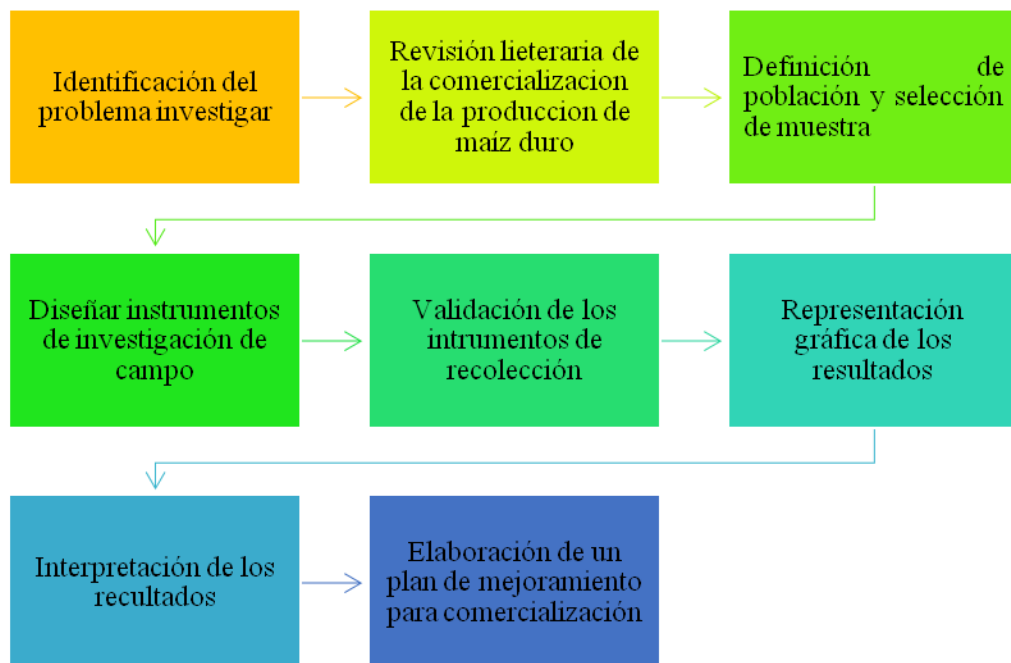 Identificación del
problema investigar
Revisión lieteraria de
la comercializacion
de la produccion de
maíz duro
Definición de
población y selección
de muestra
Diseñar instrumentos
de investigación de
campo
Validación de los
intrumentos de
recolección
Representación
gráfica de los
resultados
Interpretación de los
recultados
Elaboración de un
plan de mejoramiento
para comercialización